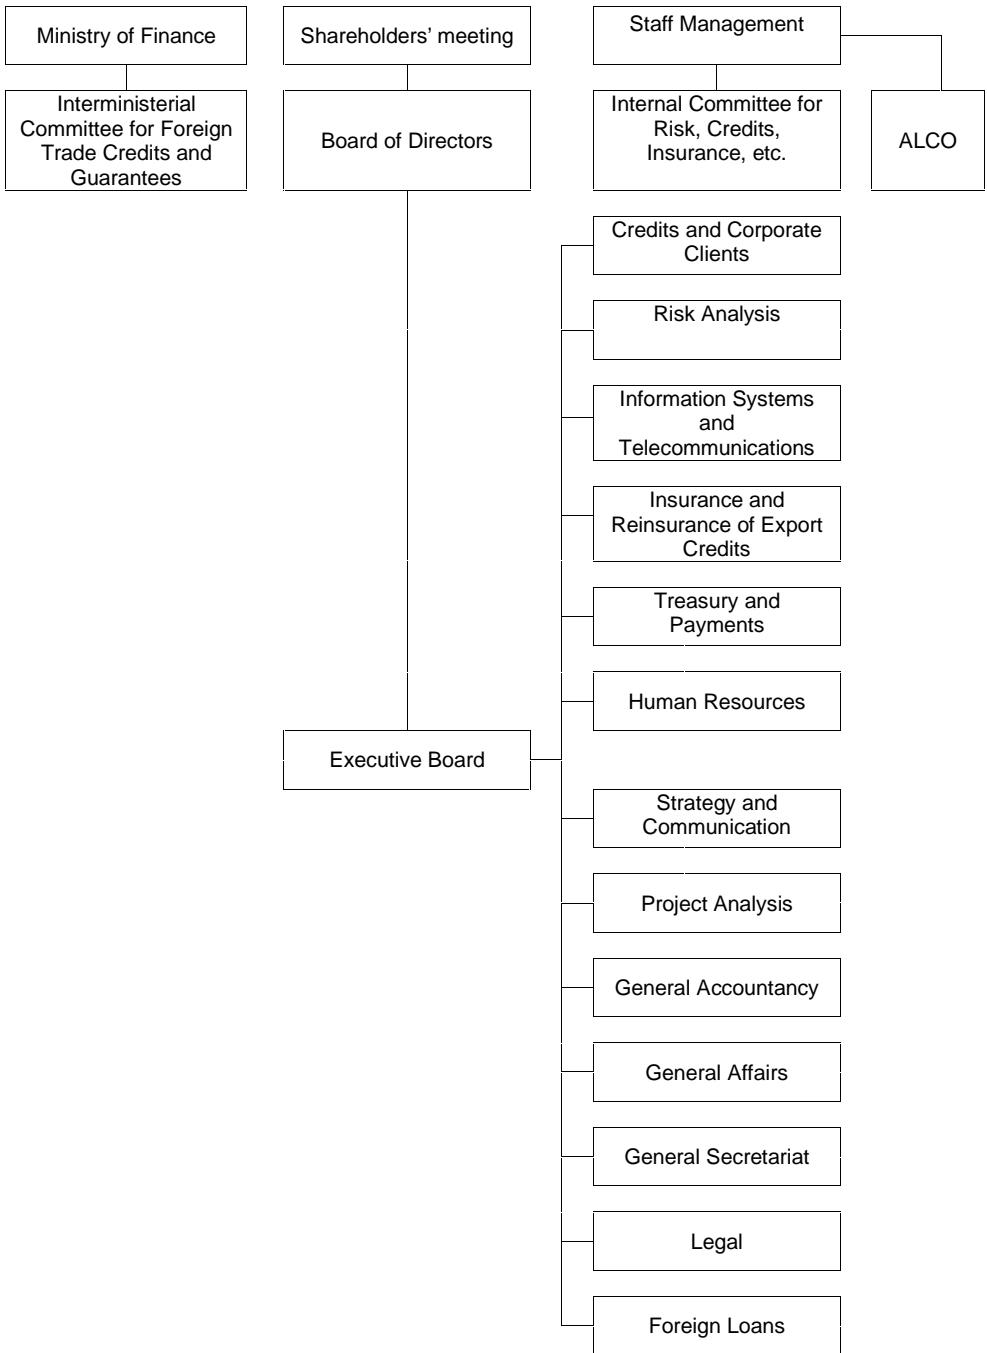 Ministry of Finance
Shareholders’ meeting
Staff Management
Interministerial
Committee for Foreign
Trade Credits and
Guarantees
Board of Directors
Internal Committee for
Risk, Credits,
Insurance, etc.
ALCO
Credits and Corporate
Clients
Risk Analysis
Information Systems
and
Telecommunications
Insurance and
Reinsurance of Export
Credits
Treasury and
Payments
Human Resources
Executive Board
Strategy and
Communication
Project Analysis
General Accountancy
General Affairs
General Secretariat
Legal
Foreign Loans